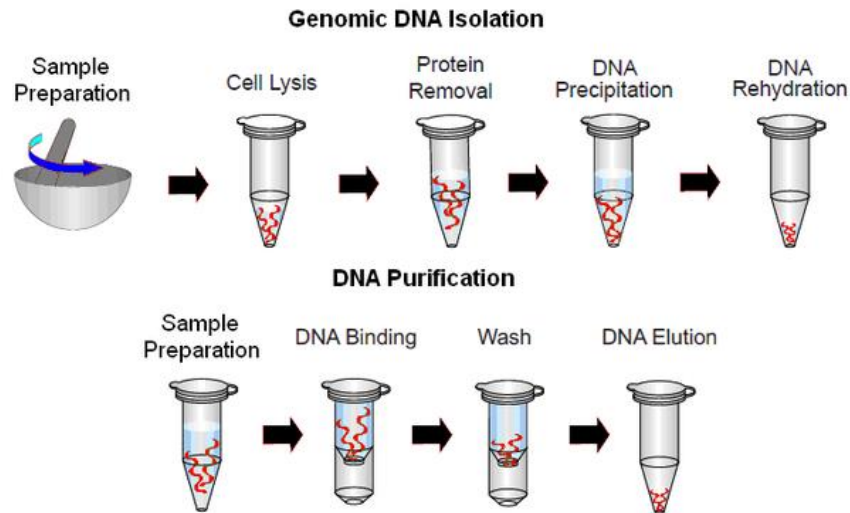 Genomic DNA Isolation
Sample
Preparation
Cell Lysis
Protein
Removal
DNA
Precipitation
DNA
Rehydration
DNA Purification
Sample
Preparation
DNA Binding
Wash
DNA Elution